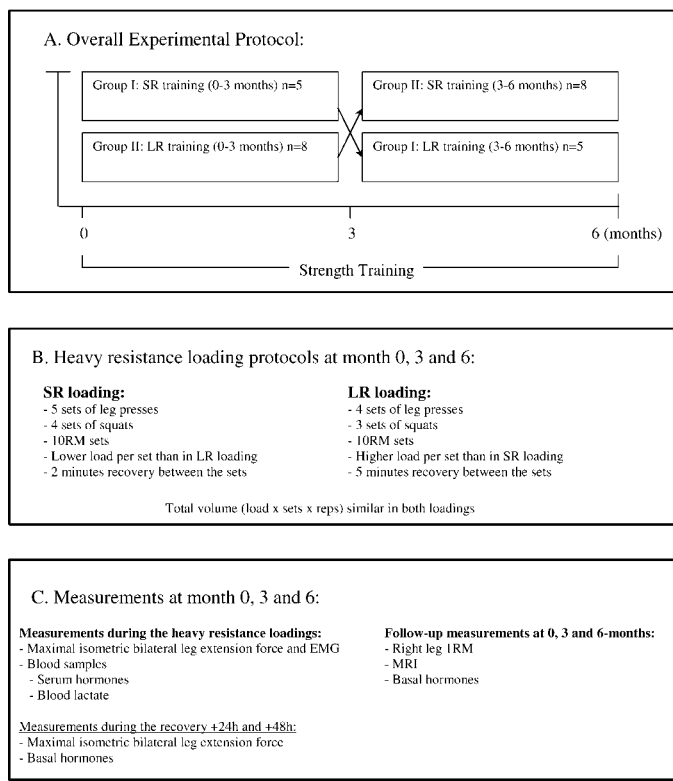 A. Overall Experimental Protocol:
Group I: SR training (0-3 months) n=5
Group II: SR training (3-6 months) n=8
Group II: LR training (0-3 months) n=8
Group I: LR training (3-6 months) n=5
0
3
6 (months)
Strength Training
B. Heavy resistance loading protocols at month 0, 3 and 6:
SR loading:
- 5 sets of leg presses
- 4 sets of squats
- 10RM sets
- Lower load per set than in LR loading
- 2 minutes recovery between the sets
LR loading:
- 4 sets of leg presses
- 3 sets of squats
- 10RM sets
- Higher load per set than in SR loading
- 5 minutes recovery between the sets
Total volume (load x sets x reps) similar in both loadings
C. Measurements at month 0, 3 and 6:
Measurements during the heavy resistance loadings:
- Maximal isometric bilateral leg extension force and EMG
- Blood samples
- Serum hormones
- Blood lactate
Measurements during the recovery +24h and +48h:
- Maximal isometric bilateral leg extension force
- Basal hormones
Follow-up measurements at 0, 3 and 6-months:
- Right leg 1RM
- MRI
- Basal hormones